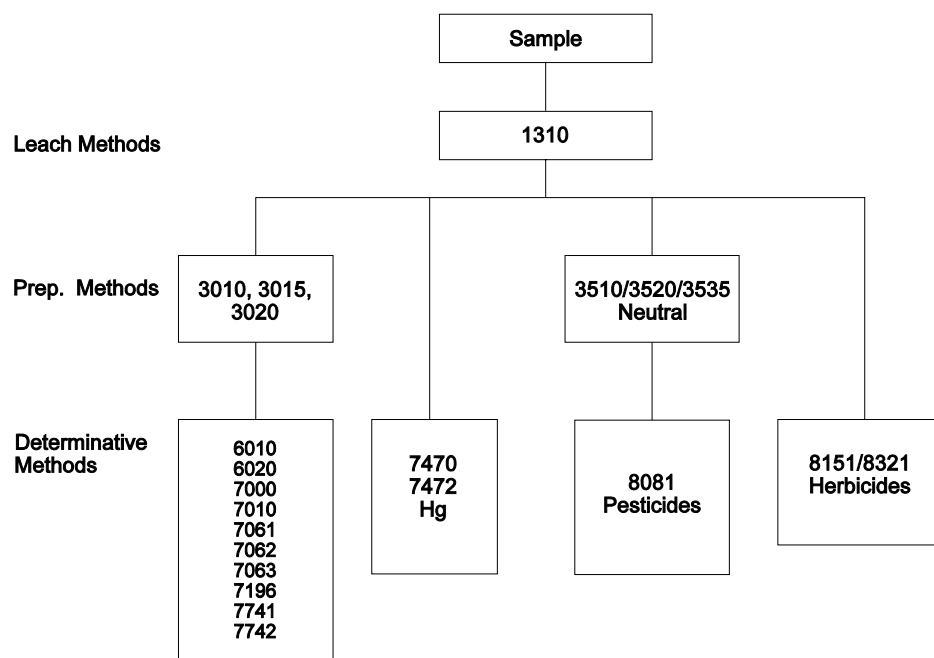 Sample
Leach Methods
1310
Prep. Methods
3010, 3015,
3020
3510/3520/3535
Neutral
Determinative
Methods
6010
6020
7000
7010
7061
7062
7063
7196
7741
7742
7470
7472
Hg
8081
Pesticides
8151/8321
Herbicides